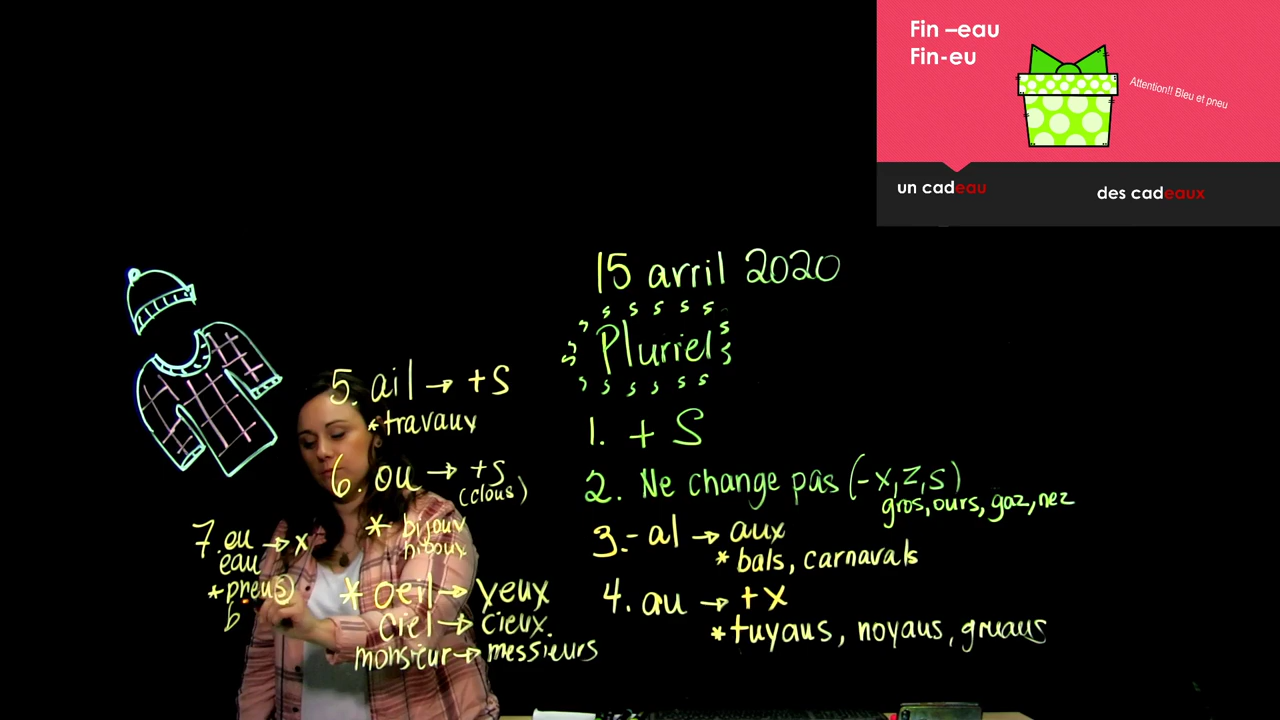 Fin –eau
Fin-eu
Attention!! Bleu et pneu
un cadeau
des cadeaux
15 avril 2020
s s s s s
s s
s Pluriel s
s s
s s s s s s
1. + S
2. Ne change pas (- x, z, s)
gros, ours, gaz, nez
3. - al → aux
* bals, carnavals
4. au → + x
* tuyaus, noyaus, gruaus
5. ail → + s
* travaux
6. ou → + s
(clous)
* bijoux
hiboux
* oeil → yeux
ciel → cieux.
monsieur → messieurs
7. eu → x
eau
* pneu(s)
b